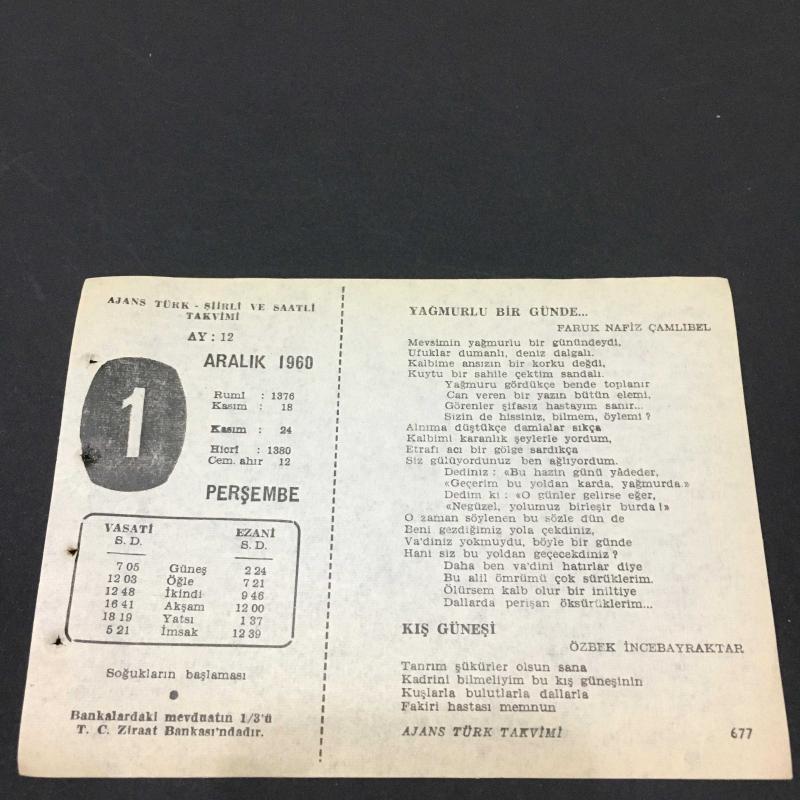 AJANS TÜRK - ŞİİRLİ VE SAATLİ
TAKVİMİ
AY : 12
ARALIK 1960
1
Rumî : 1376
Kasım : 18
Kasım : 24
Hicrî : 1380
Cem. ahır 12
PERŞEMBE
VASATİ EZANİ
S. D. S. D.
7 05 Güneş 2 24
12 03 Öğle 7 21
12 48 İkindi 9 46
16 41 Akşam 12 00
18 19 Yatsı 1 37
5 21 İmsak 12 39
Soğukların başlaması
Bankalardaki mevduatın 1/3'ü
T. C. Ziraat Bankası'ndadır.
YAĞMURLU BİR GÜNDE...
FARUK NAFİZ ÇAMLIBEL
Mevsimin yağmurlu bir günündeydi,
Ufuklar dumanlı, deniz dalgalı.
Kalbime ansızın bir korku değdi,
Kuytu bir sahile çektim sandalı.
Yağmuru gördükçe bende toplanır
Can veren bir yazın bütün elemi,
Görenler şifasız hastayım sanır...
Sizin de hissiniz, bilmem, öylemi ?
Alnıma düştükçe damlalar sıkça
Kalbimi karanlık şeylerle yordum,
Etrafı acı bir gölge sardıkça
Siz gülüyordunuz ben ağlıyordum.
Dediniz : «Bu hazin günü yâdeder,
«Geçerim bu yoldan karda, yağmurda.»
Dedim ki : «O günler gelirse eğer,
«Negüzel, yolumuz birleşir burda!»
O zaman söylenen bu sözle dün de
Beni gezdiğimiz yola çekdiniz,
Va'diniz yokmuydu, böyle bir günde
Hani siz bu yoldan geçecekdiniz ?
Daha ben va'dini hatırlar diye
Bu alil ömrümü çok sürüklerim.
Ölürsem kalb olur bir iniltiye
Dallarda perişan öksürüklerim...
KIŞ GÜNEŞİ
ÖZBEK İNCEBAYRAKTAR
Tanrım şükürler olsun sana
Kadrini bilmeliyim bu kış güneşinin
Kuşlarla bulutlarla dallarla
Fakiri hastası memnun
AJANS TÜRK TAKVİMİ 677